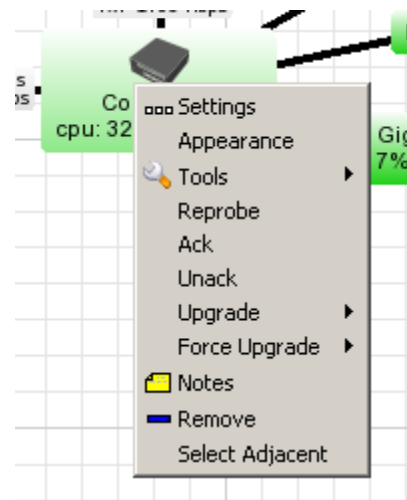 s
Co
cpu: 32
Gig
7%
Settings
Appearance
Tools
Reprobe
Ack
Unack
Upgrade
Force Upgrade
Notes
Remove
Select Adjacent